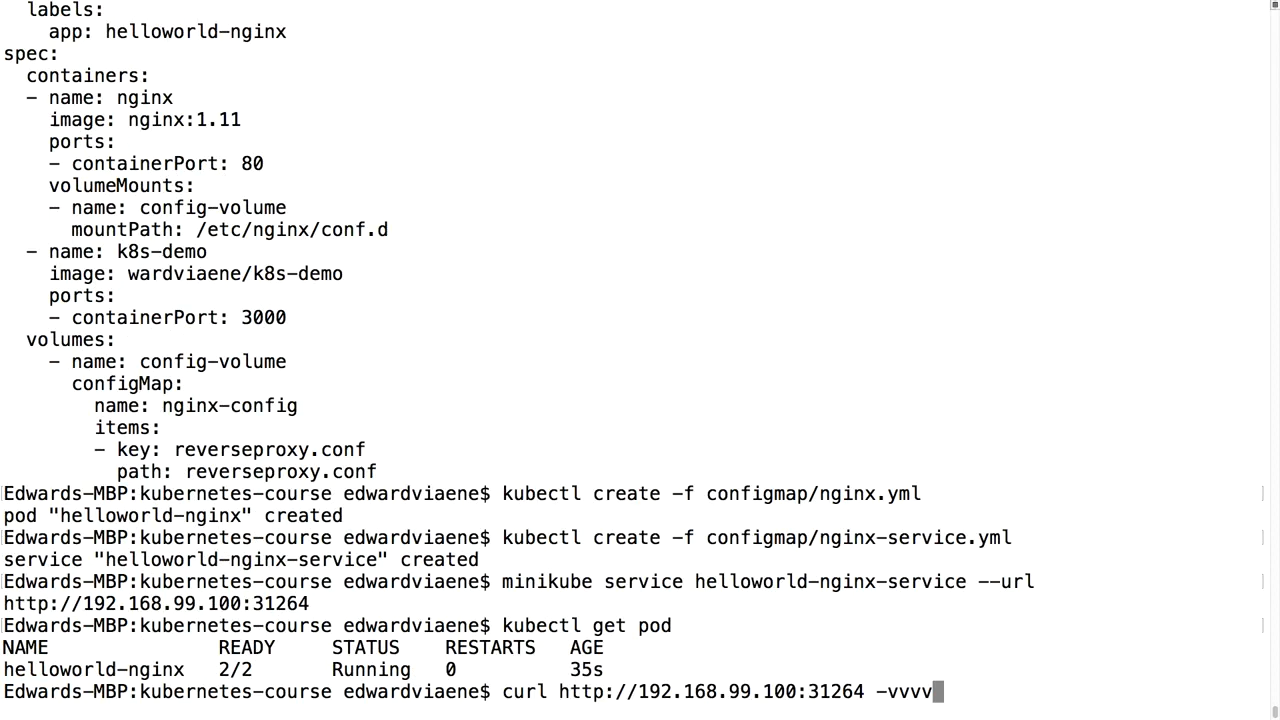 labels:
    app: helloworld-nginx
spec:
  containers:
  - name: nginx
    image: nginx:1.11
    ports:
    - containerPort: 80
    volumeMounts:
    - name: config-volume
      mountPath: /etc/nginx/conf.d
  - name: k8s-demo
    image: wardviaene/k8s-demo
    ports:
    - containerPort: 3000
  volumes:
    - name: config-volume
      configMap:
        name: nginx-config
        items:
        - key: reverseproxy.conf
          path: reverseproxy.conf
Edwards-MBP:kubernetes-course edwardviaene$ kubectl create -f configmap/nginx.yml
pod "helloworld-nginx" created
Edwards-MBP:kubernetes-course edwardviaene$ kubectl create -f configmap/nginx-service.yml
service "helloworld-nginx-service" created
Edwards-MBP:kubernetes-course edwardviaene$ minikube service helloworld-nginx-service --url
http://192.168.99.100:31264
Edwards-MBP:kubernetes-course edwardviaene$ kubectl get pod
NAME               READY     STATUS    RESTARTS   AGE
helloworld-nginx   2/2       Running   0          35s
Edwards-MBP:kubernetes-course edwardviaene$ curl http://192.168.99.100:31264 -vvvv